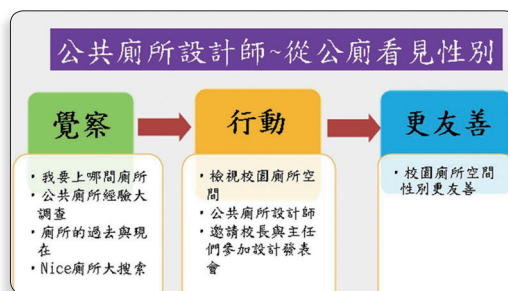 公共廁所設計師~從公廁看見性別
覺察
• 我要上哪間廁所
• 公共廁所經驗大
調查
• 廁所的過去與現
在
• Nice廁所大搜索
行動
• 檢視校園廁所空
間
• 公共廁所設計師
• 邀請校長與主任
們參加設計發表
會
更友善
• 校園廁所空間
性別更友善